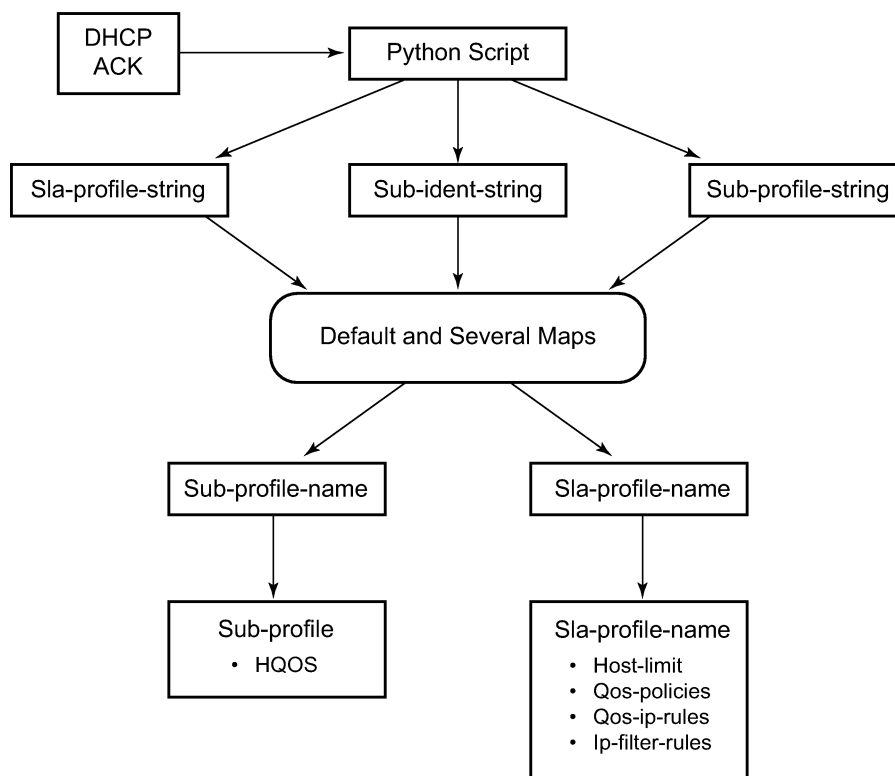 DHCP
ACK
Python Script
Sla-profile-string
Sub-ident-string
Sub-profile-string
Default and Several Maps
Sub-profile-name
Sla-profile-name
Sub-profile
• HQOS
Sla-profile-name
• Host-limit
• Qos-policies
• Qos-ip-rules
• Ip-filter-rules